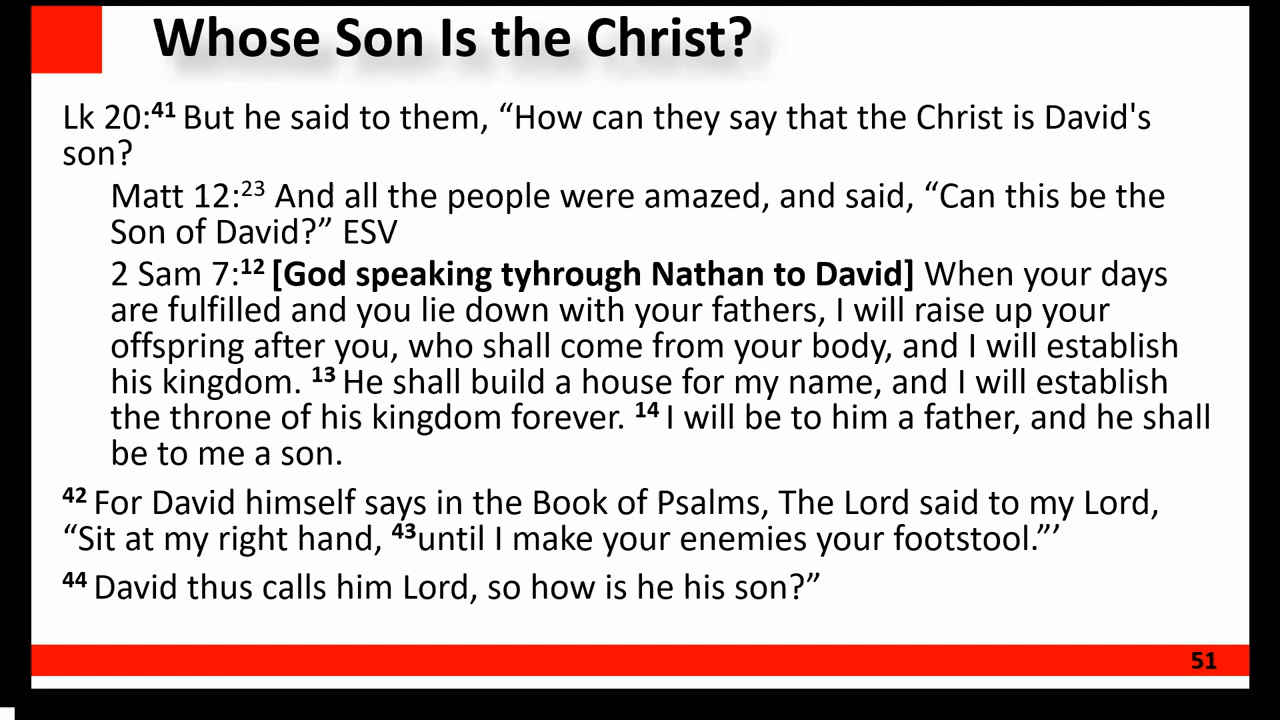 Whose Son Is the Christ?
Lk 20:41 But he said to them, “How can they say that the Christ is David's
son?
Matt 12:23 And all the people were amazed, and said, “Can this be the
Son of David?” ESV
2 Sam 7:12 [God speaking tyhrough Nathan to David] When your days
are fulfilled and you lie down with your fathers, I will raise up your
offspring after you, who shall come from your body, and I will establish
his kingdom. 13 He shall build a house for my name, and I will establish
the throne of his kingdom forever. 14 I will be to him a father, and he shall
be to me a son.
42 For David himself says in the Book of Psalms, The Lord said to my Lord,
“Sit at my right hand, 43until I make your enemies your footstool.”’
44 David thus calls him Lord, so how is he his son?”
51